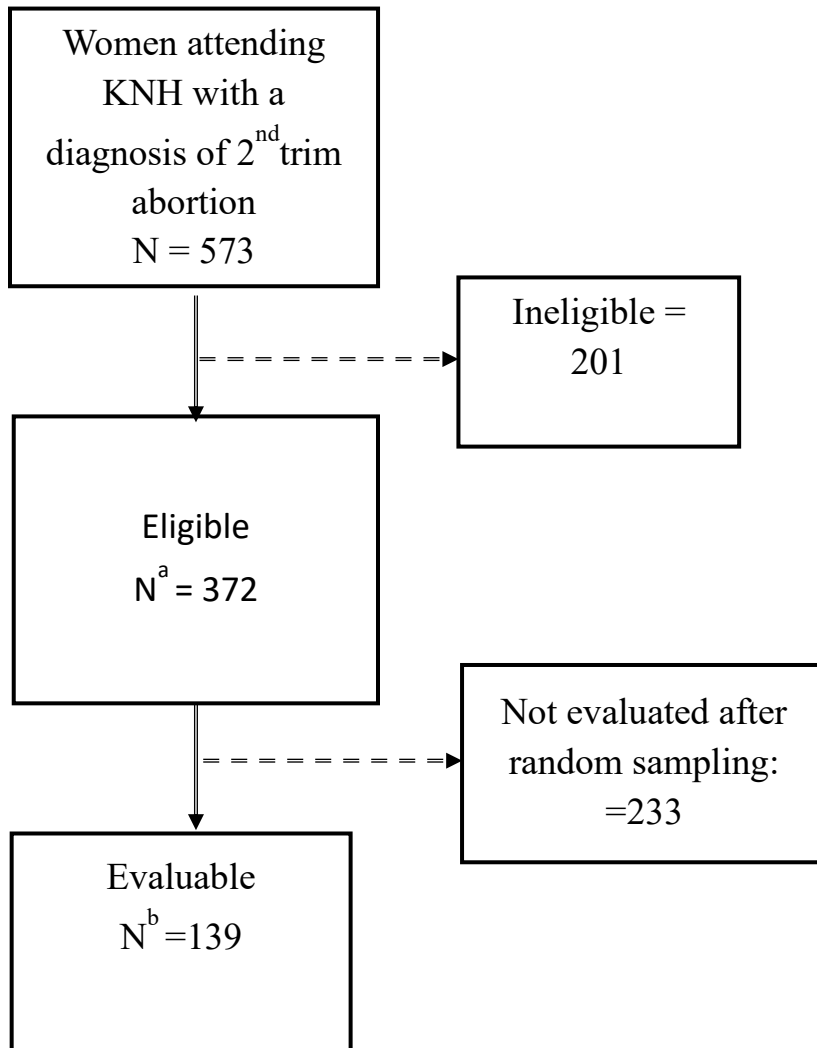 Women attending
KNH with a
diagnosis of 2nd trim
abortion
N = 573
Ineligible =
201
Eligible
Na = 372
Not evaluated after
random sampling:
=233
Evaluable
Nb =139